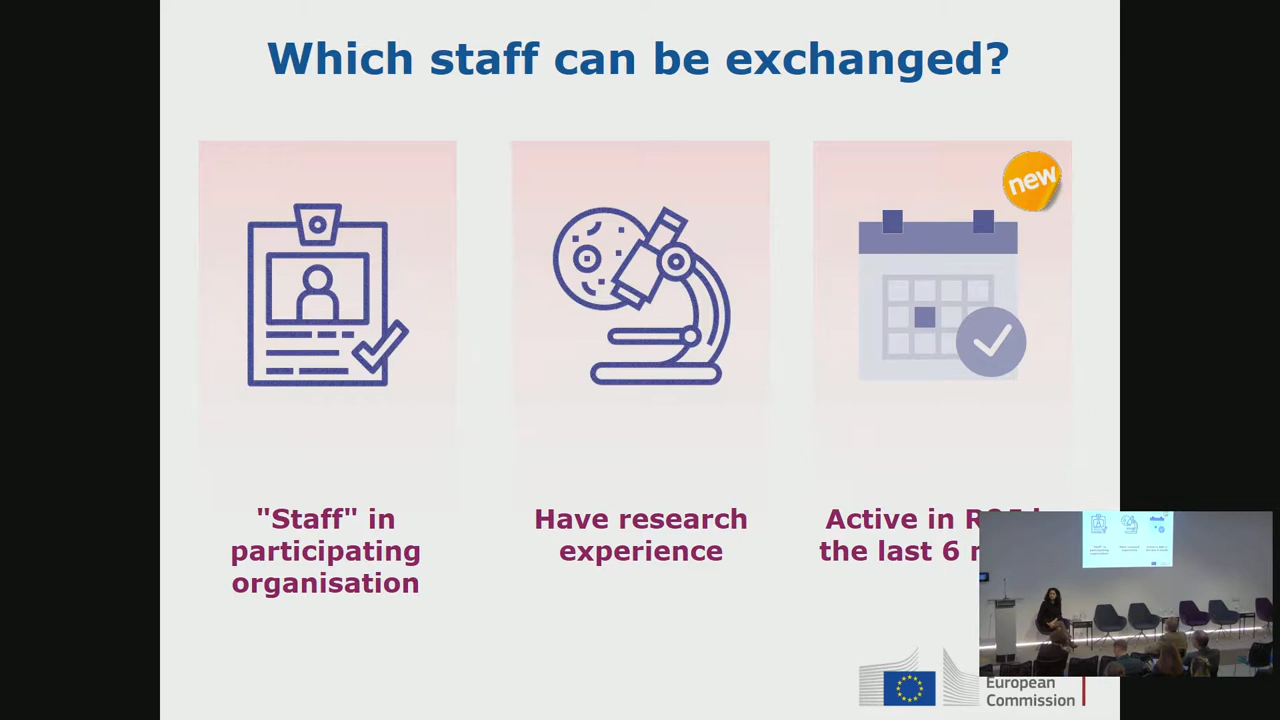 Which staff can be exchanged?
new
"Staff" in
participating
organisation
Have research
experience
Active in
the last 6
European
Commission